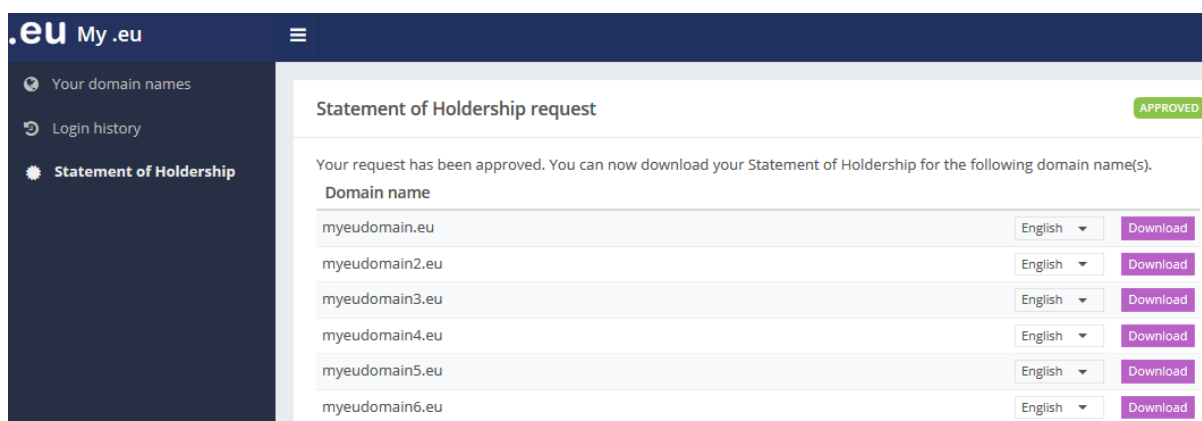 .eu My .eu
Your domain names
Login history
Statement of Holdership
Statement of Holdership request
APPROVED
Your request has been approved. You can now download your Statement of Holdership for the following domain name(s).
Domain name
myeudomain.eu English Download
myeudomain2.eu English Download
myeudomain3.eu English Download
myeudomain4.eu English Download
myeudomain5.eu English Download
myeudomain6.eu English Download